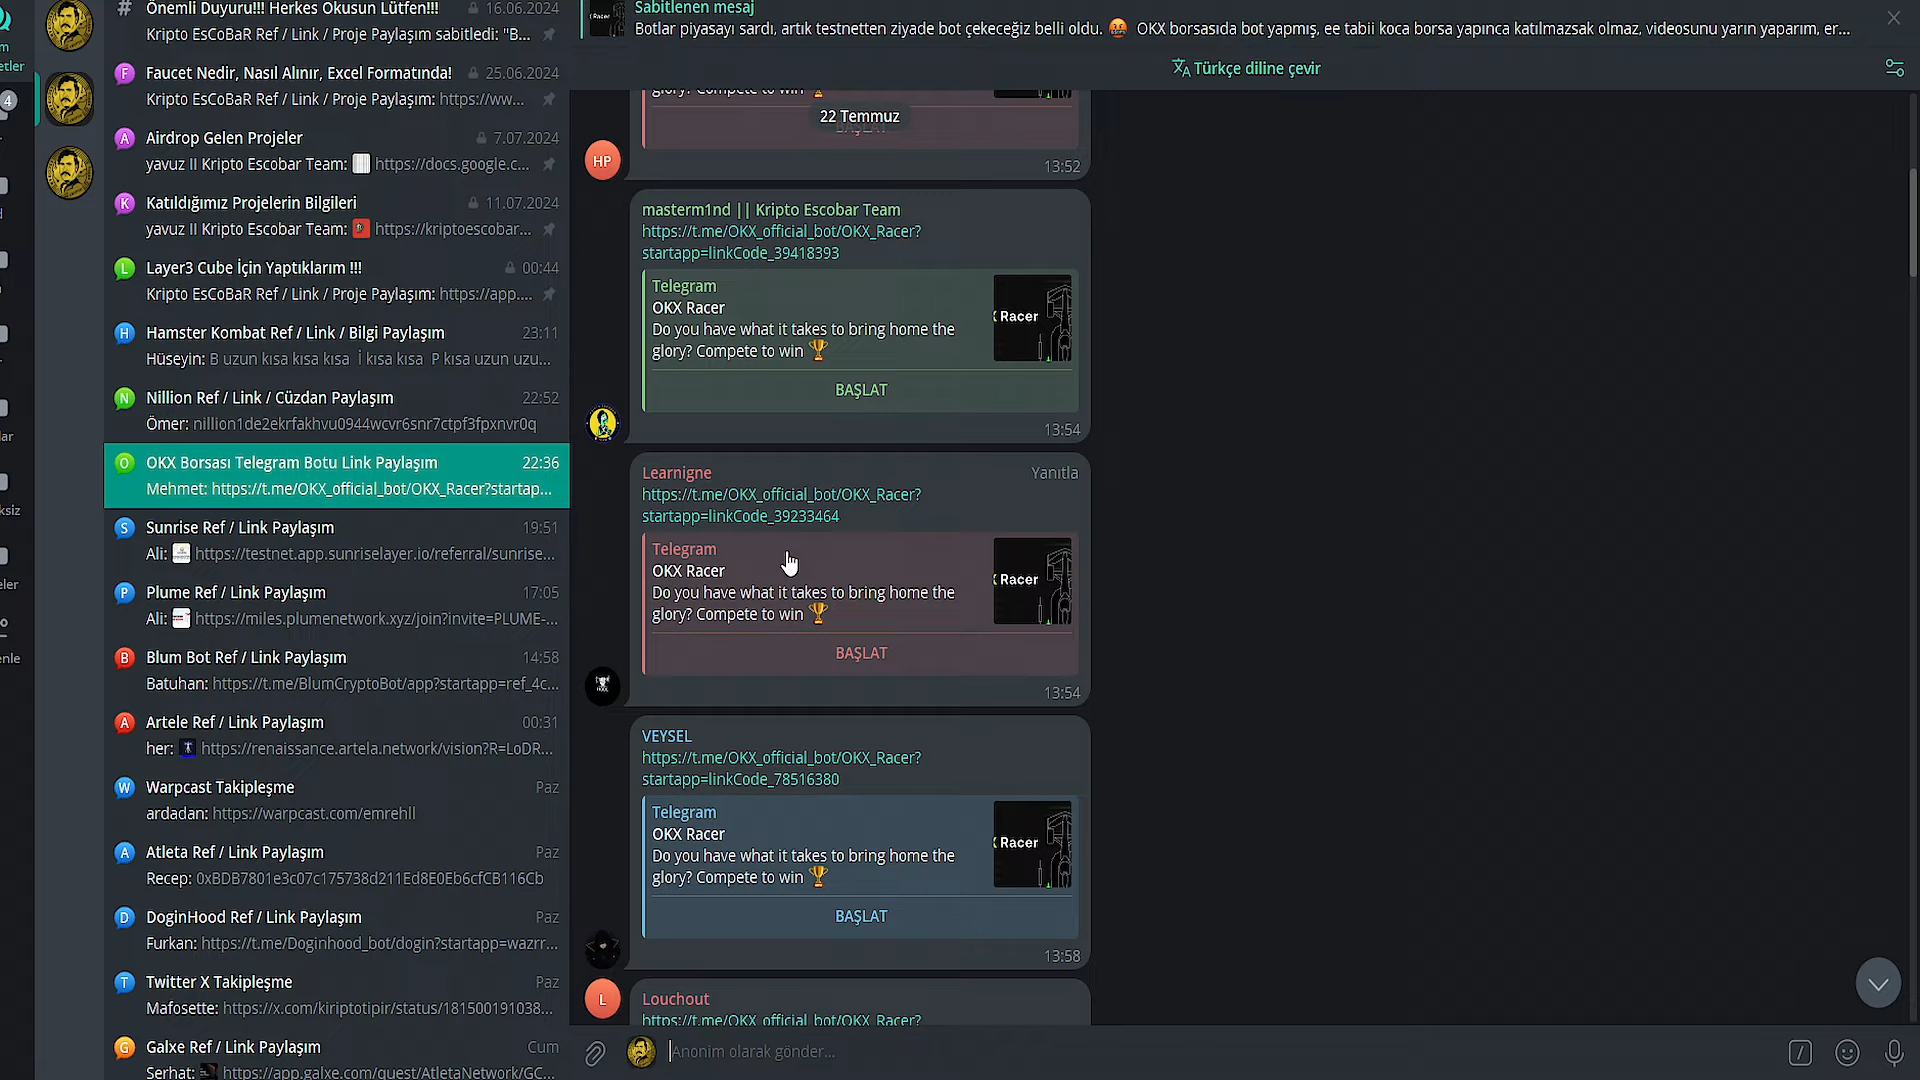 m
etler
4
d
lar
ksiz
eler
enle
# Önemli Duyuru!!! Herkes Okusun Lütfen!!! 16.06.2024
Kripto EsCoBaR Ref / Link / Proje Paylaşım sabitledi: "B...
F Faucet Nedir, Nasıl Alınır, Excel Formatında! 25.06.2024
Kripto EsCoBaR Ref / Link / Proje Paylaşım: https://ww...
A Airdrop Gelen Projeler 7.07.2024
yavuz II Kripto Escobar Team: https://docs.google.c...
K Katıldığımız Projelerin Bilgileri 11.07.2024
yavuz II Kripto Escobar Team: https://kriptoescobar...
L Layer3 Cube İçin Yaptıklarım !!! 00:44
Kripto EsCoBaR Ref / Link / Proje Paylaşım: https://app....
H Hamster Kombat Ref / Link / Bilgi Paylaşım 23:11
Hüseyin: B uzun kısa kısa kısa İ kısa kısa P kısa uzun uzu...
N Nillion Ref / Link / Cüzdan Paylaşım 22:52
Ömer: nillion1de2ekrfakhvu0944wcvr6snr7ctpf3fpxnvr0q
O OKX Borsası Telegram Botu Link Paylaşım 22:36
Mehmet: https://t.me/OKX_official_bot/OKX_Racer?startap...
S Sunrise Ref / Link Paylaşım 19:51
Ali: https://testnet.app.sunriselayer.io/referral/sunrise...
P Plume Ref / Link Paylaşım 17:05
Ali: https://miles.plumenetwork.xyz/join?invite=PLUME-...
B Blum Bot Ref / Link Paylaşım 14:58
Batuhan: https://t.me/BlumCryptoBot/app?startapp=ref_4c...
A Artele Ref / Link Paylaşım 00:31
her: https://renaissance.artela.network/vision?R=LoDR...
W Warpcast Takipleşme Paz
ardadan: https://warpcast.com/emrehll
A Atleta Ref / Link Paylaşım Paz
Recep: 0xBDB7801e3c07c175738d211Ed8E0Eb6cfCB116Cb
D DoginHood Ref / Link Paylaşım Paz
Furkan: https://t.me/Doginhood_bot/dogin?startapp=wazrr...
T Twitter X Takipleşme Paz
Mafosette: https://x.com/kiriptotipir/status/181500191038...
G Galxe Ref / Link Paylaşım Cum
Serhat: https://app.galxe.com/quest/AtletaNetwork/GC...
Sabitlenen mesaj
Botlar piyasayı sardı, artık testnetten ziyade bot çekeceğiz belli oldu. 🤬 OKX borsasıda bot yapmış, ee tabii koca borsa yapınca katılmazsak olmaz, videosunu yarın yaparım, er...
Türkçe diline çevir
glory? Compete to win 🏆
22 Temmuz
BAŞLAT
HP 13:52
masterm1nd || Kripto Escobar Team
https://t.me/OKX_official_bot/OKX_Racer?
startapp=linkCode_39418393
Telegram
OKX Racer
Do you have what it takes to bring home the
glory? Compete to win 🏆
Racer
BAŞLAT
13:54
Learnigne Yanıtla
https://t.me/OKX_official_bot/OKX_Racer?
startapp=linkCode_39233464
Telegram
OKX Racer
Do you have what it takes to bring home the
glory? Compete to win 🏆
Racer
BAŞLAT
13:54
VEYSEL
https://t.me/OKX_official_bot/OKX_Racer?
startapp=linkCode_78516380
Telegram
OKX Racer
Do you have what it takes to bring home the
glory? Compete to win 🏆
Racer
BAŞLAT
13:58
L Louchout
https://t.me/OKX_official_bot/OKX_Racer?
Anonim olarak gönder...